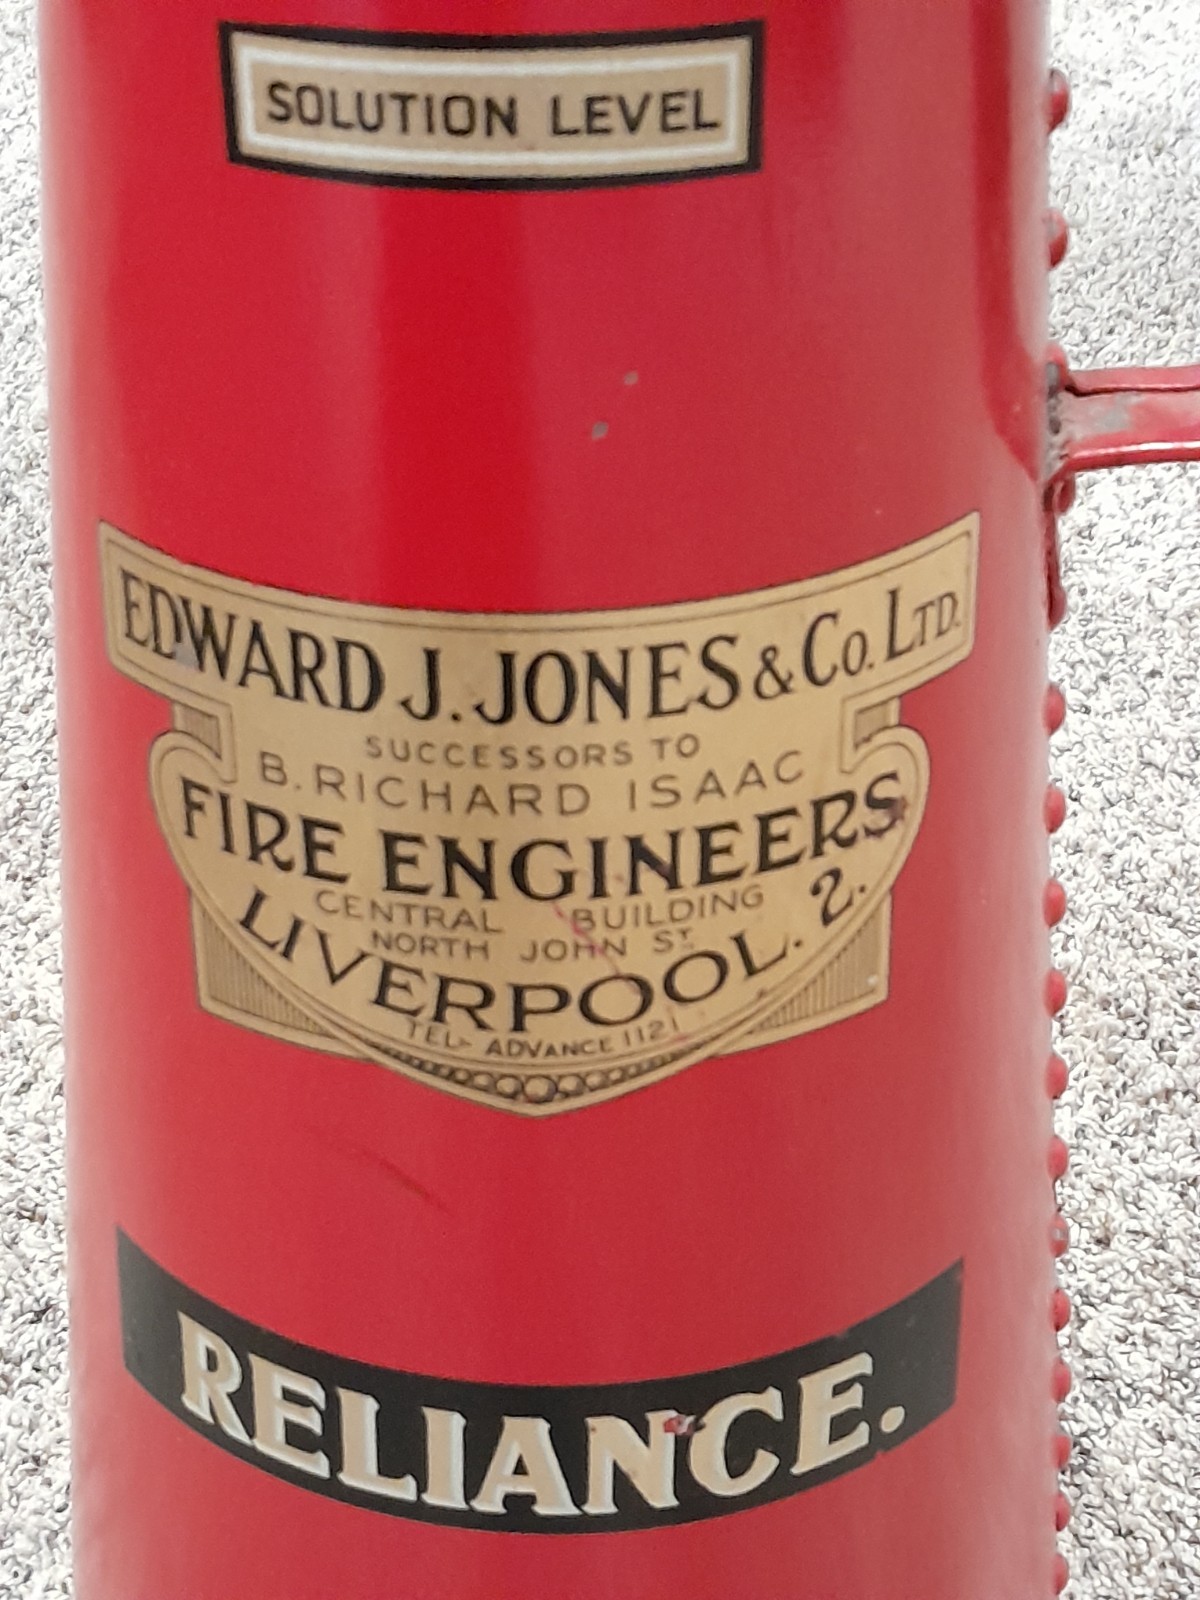 SOLUTION LEVEL
EDWARD J. JONES & Co. LTD.
SUCCESSORS TO
B. RICHARD ISAAC
FIRE ENGINEERS
CENTRAL BUILDING
NORTH JOHN ST
LIVERPOOL. 2.
TEL- ADVANCE 1121
RELIANCE.